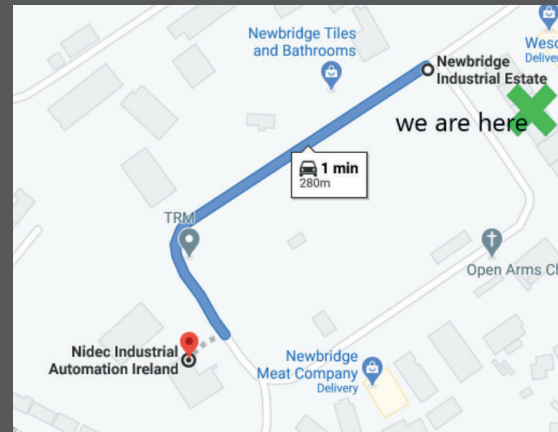 Newbridge Tiles
and Bathrooms
Newbridge
Industrial Estate
we are here
1 min
280m
TRM
Open Arms
Nidec Industrial
Automation Ireland
Newbridge
Meat Company
Delivery